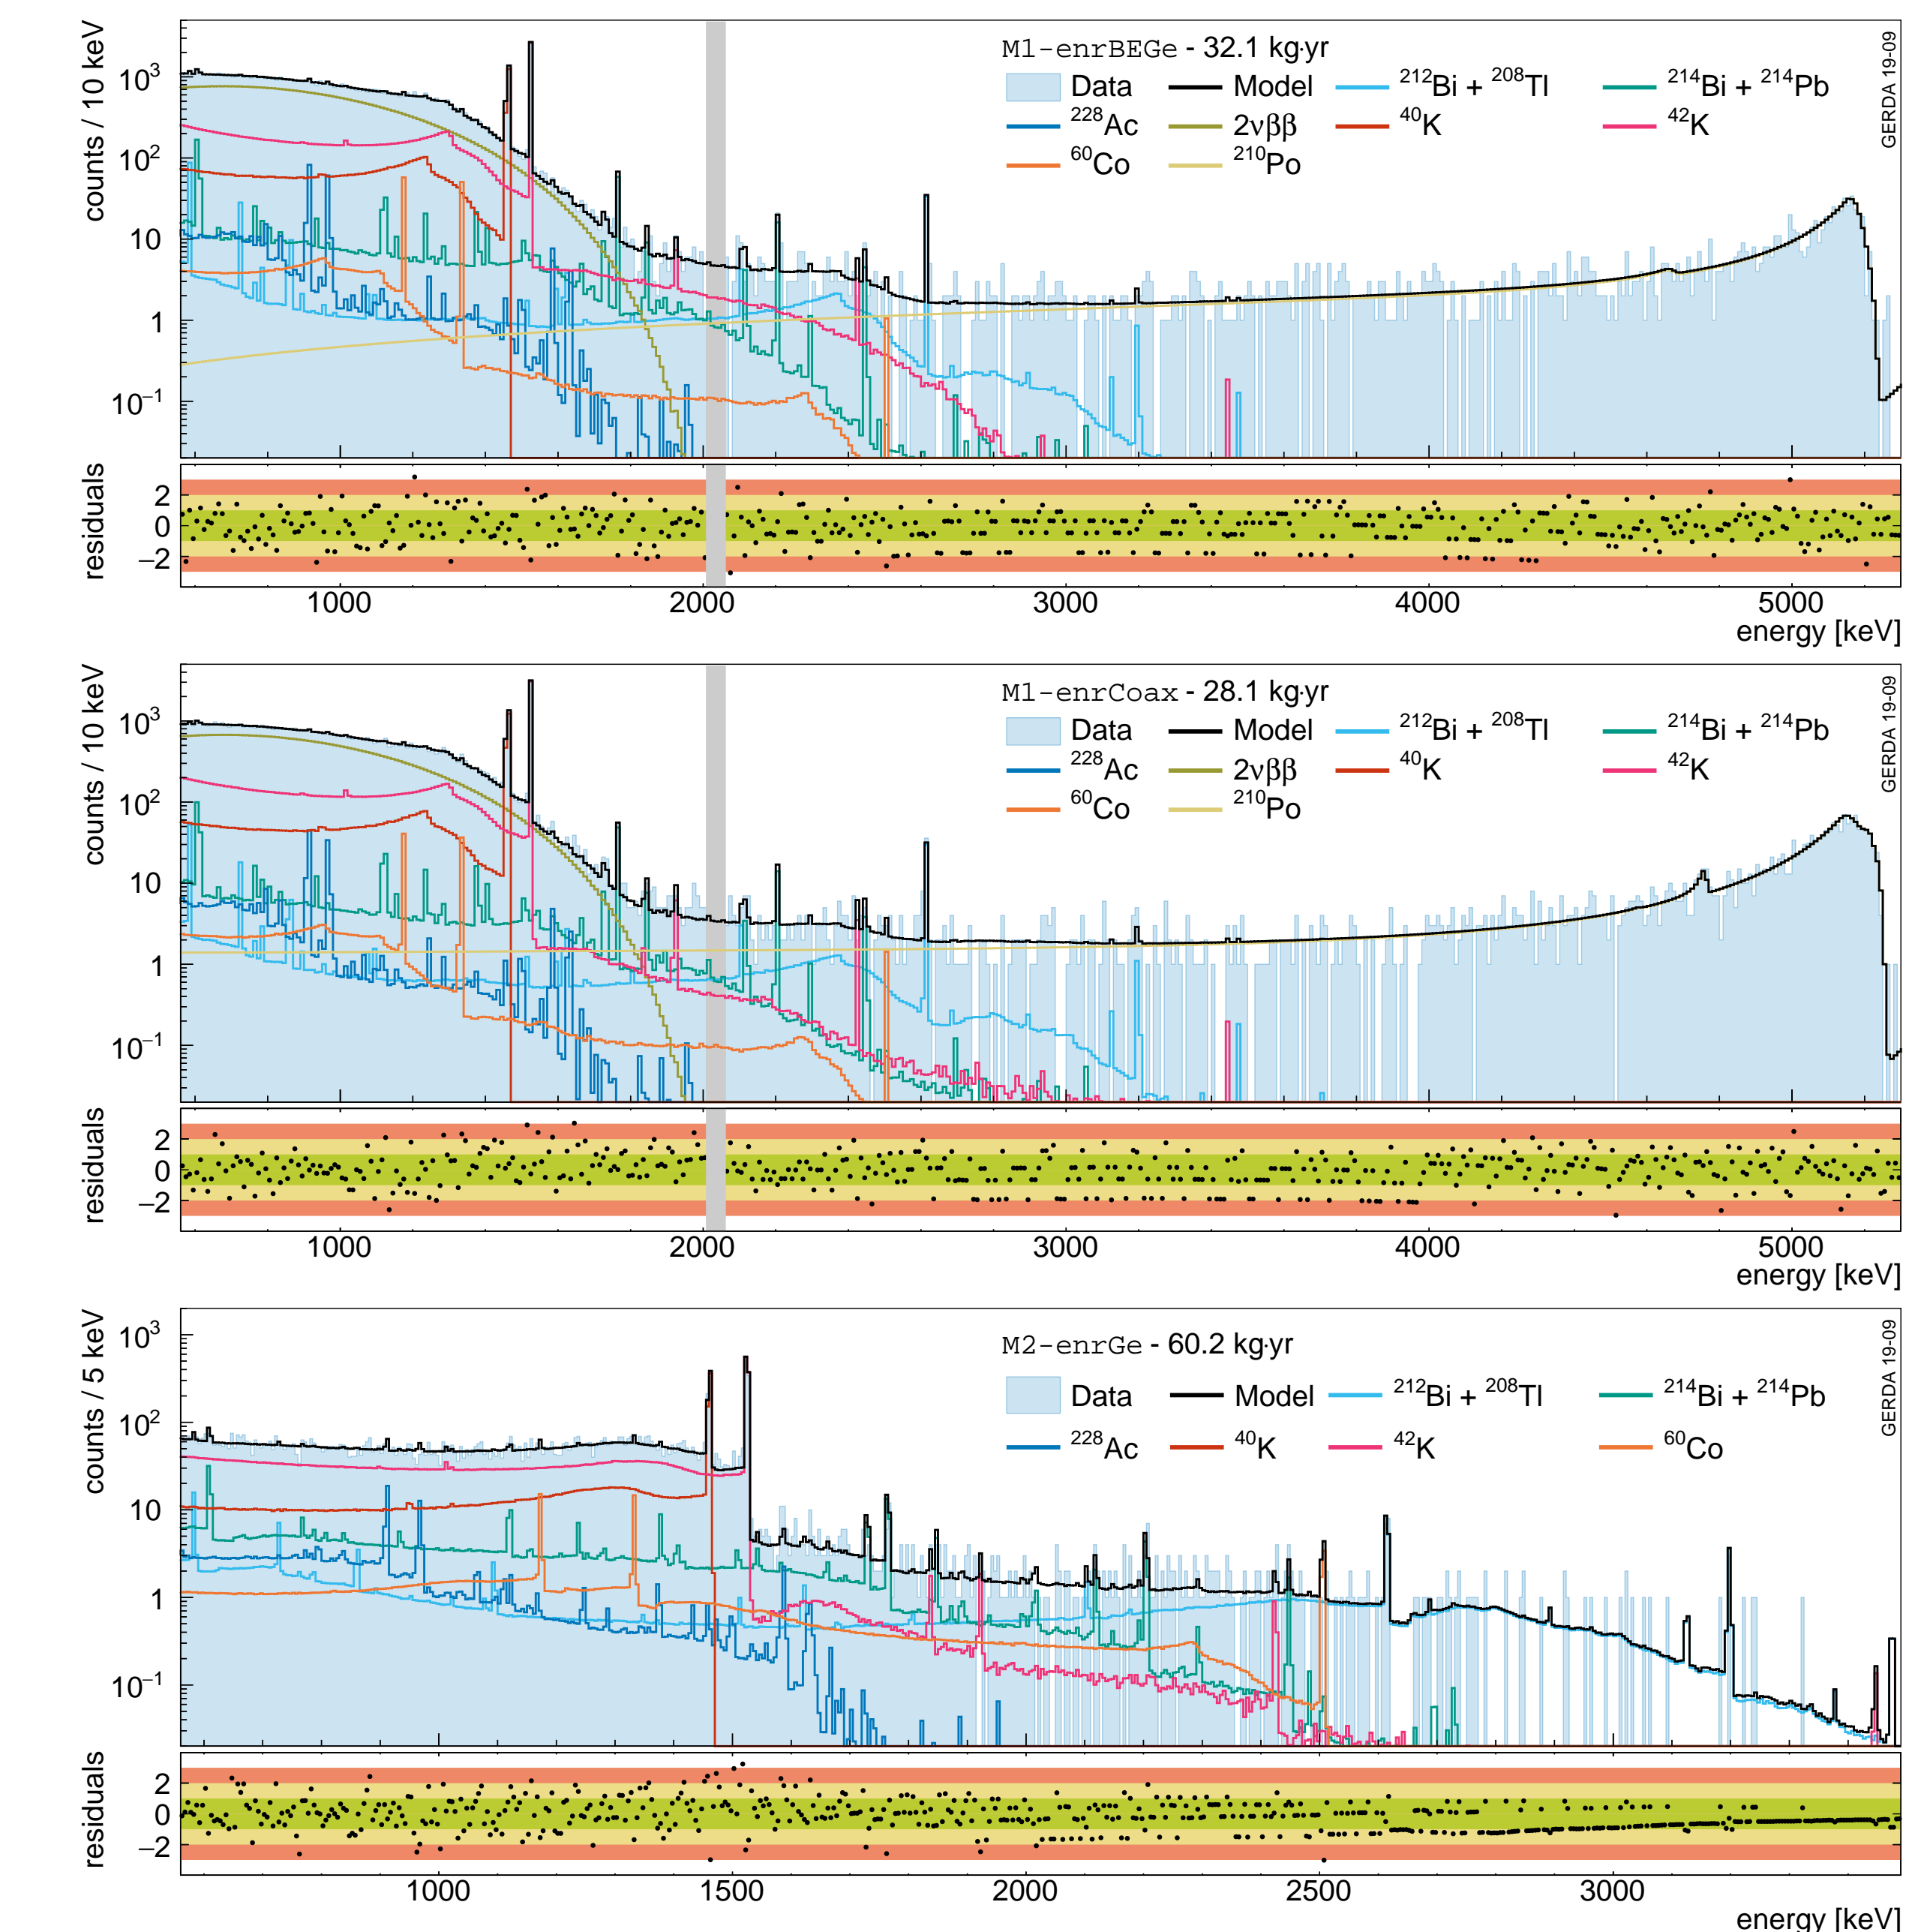 counts / 10 keV
10³
10²
10
1
10⁻¹
M1-enrBEGe - 32.1 kg·yr
Data Model ²¹²Bi + ²⁰⁸Tl ²¹⁴Bi + ²¹⁴Pb
²²⁸Ac 2νββ ⁴⁰K ⁴²K
⁶⁰Co ²¹⁰Po
GERDA 19-09
residuals
2
0
−2
1000 2000 3000 4000 5000
energy [keV]
counts / 10 keV
10³
10²
10
1
10⁻¹
M1-enrCoax - 28.1 kg·yr
Data Model ²¹²Bi + ²⁰⁸Tl ²¹⁴Bi + ²¹⁴Pb
²²⁸Ac 2νββ ⁴⁰K ⁴²K
⁶⁰Co ²¹⁰Po
GERDA 19-09
residuals
2
0
−2
1000 2000 3000 4000 5000
energy [keV]
counts / 5 keV
10³
10²
10
1
10⁻¹
M2-enrGe - 60.2 kg·yr
Data Model ²¹²Bi + ²⁰⁸Tl ²¹⁴Bi + ²¹⁴Pb
²²⁸Ac ⁴⁰K ⁴²K ⁶⁰Co
GERDA 19-09
residuals
2
0
−2
1000 1500 2000 2500 3000
energy [keV]